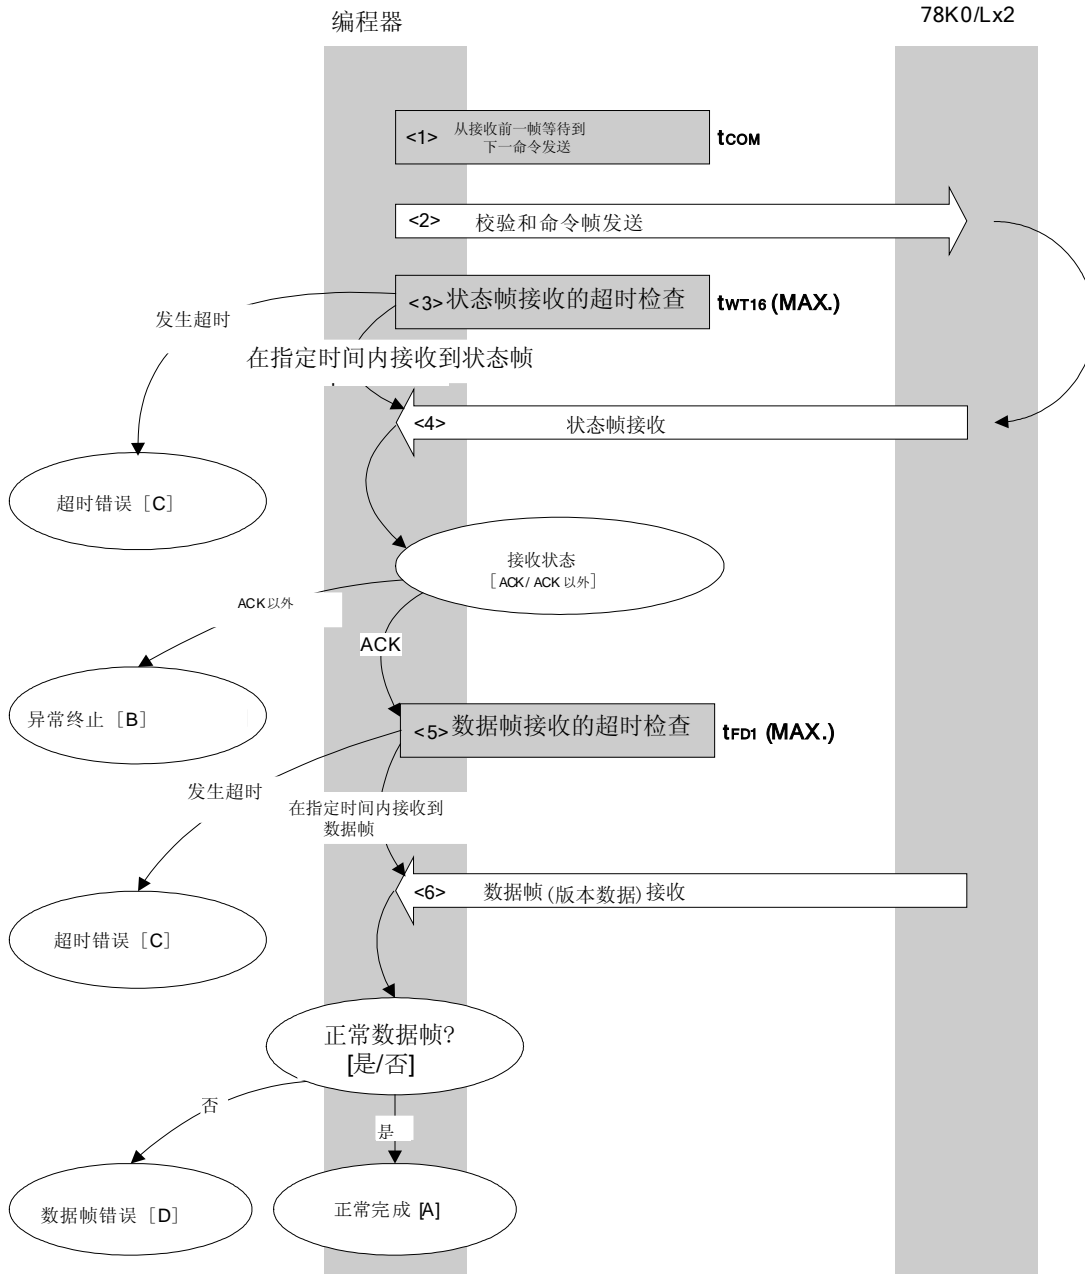 编程器
78K0/Lx2
<1> 从接收前一帧等待到
下一命令发送
tCOM
<2> 校验和命令帧发送
<3>状态帧接收的超时检查
tWT16 (MAX.)
发生超时
在指定时间内接收到状态帧
<4> 状态帧接收
超时错误［C］
接收状态
［ACK/ ACK 以外］
ACK以外
ACK
异常终止［B］
<5>数据帧接收的超时检查
tFD1 (MAX.)
发生超时
在指定时间内接收到
数据帧
<6> 数据帧(版本数据)接收
超时错误［C］
正常数据帧?
[是/否]
否
是
数据帧错误［D］
正常完成 [A]